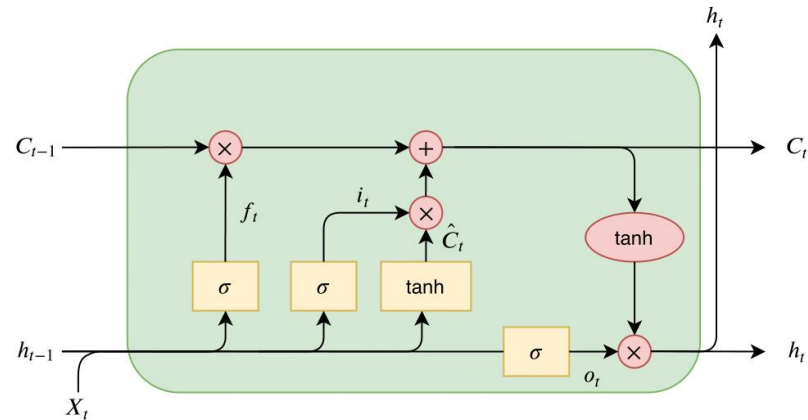 h_t
C_{t-1} × + C_t
i_t
f_t × Ĉ_t
tanh
σ σ tanh
h_{t-1} σ × h_t
o_t
X_t